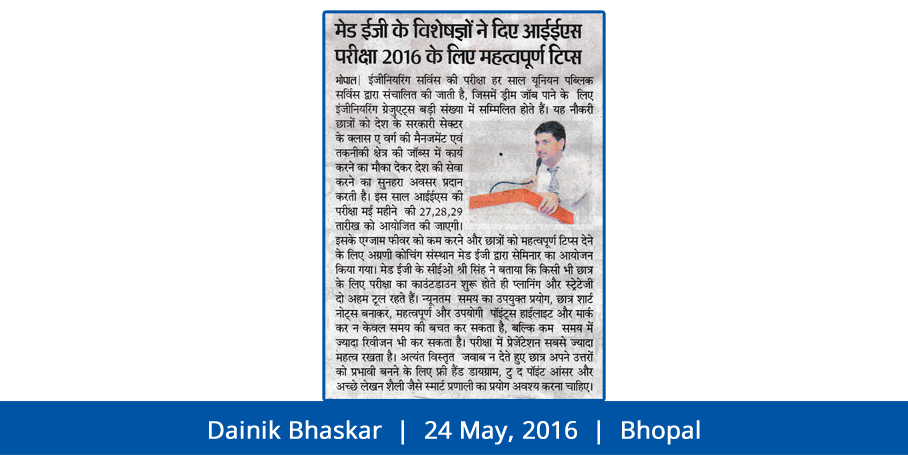 मेड ईजी के विशेषज्ञों ने दिए आईईएस
परीक्षा 2016 के लिए महत्वपूर्ण टिप्स
भोपाल| इंजीनियरिंग सर्विस की परीक्षा हर साल यूनियन पब्लिक
सर्विस द्वारा संचालित की जाती है, जिसमें ड्रीम जॉब पाने के लिए
इंजीनियरिंग ग्रेजुएट्स बड़ी संख्या में सम्मिलित होते हैं। यह नौकरी
छात्रों को देश के सरकारी सेक्टर
के क्लास ए वर्ग की मैनजमेंट एवं
तकनीकी क्षेत्र की जॉब्स में कार्य
करने का मौका देकर देश की सेवा
करने का सुनहरा अवसर प्रदान
करती है। इस साल आईईएस की
परीक्षा मई महीने की 27,28,29
तारीख को आयोजित की जाएगी।
इसके एग्जाम फीवर को कम करने और छात्रों को महत्वपूर्ण टिप्स देने
के लिए अग्रणी कोचिंग संस्थान मेड ईजी द्वारा सेमिनार का आयोजन
किया गया। मेड ईजी के सीईओ श्री सिंह ने बताया कि किसी भी छात्र
के लिए परीक्षा का काउंटडाउन शुरू होते ही प्लानिंग और स्ट्रेटेजी
दो अहम टूल रहते हैं। न्यूनतम समय का उपयुक्त प्रयोग, छात्र शार्ट
नोट्स बनाकर, महत्वपूर्ण और उपयोगी पॉइंट्स हाईलाइट और मार्क
कर न केवल समय की बचत कर सकता है, बल्कि कम समय में
ज्यादा रिवीजन भी कर सकता है। परीक्षा में प्रेजेंटेशन सबसे ज्यादा
महत्व रखता है। अत्यंत विस्तृत जवाब न देते हुए छात्र अपने उत्तरों
को प्रभावी बनने के लिए फ्री हैंड डायग्राम, टु द पॉइंट आंसर और
अच्छे लेखन शैली जैसे स्मार्ट प्रणाली का प्रयोग अवश्य करना चाहिए।
Dainik Bhaskar | 24 May, 2016 | Bhopal